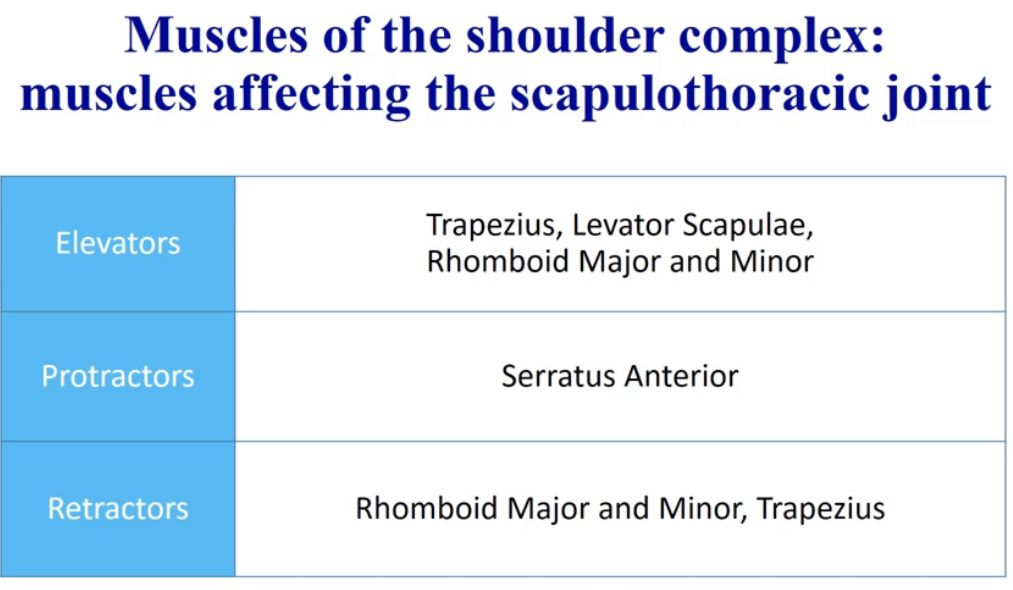 Muscles of the shoulder complex:
muscles affecting the scapulothoracic joint
Elevators
Trapezius, Levator Scapulae,
Rhomboid Major and Minor
Protractors
Serratus Anterior
Retractors
Rhomboid Major and Minor, Trapezius